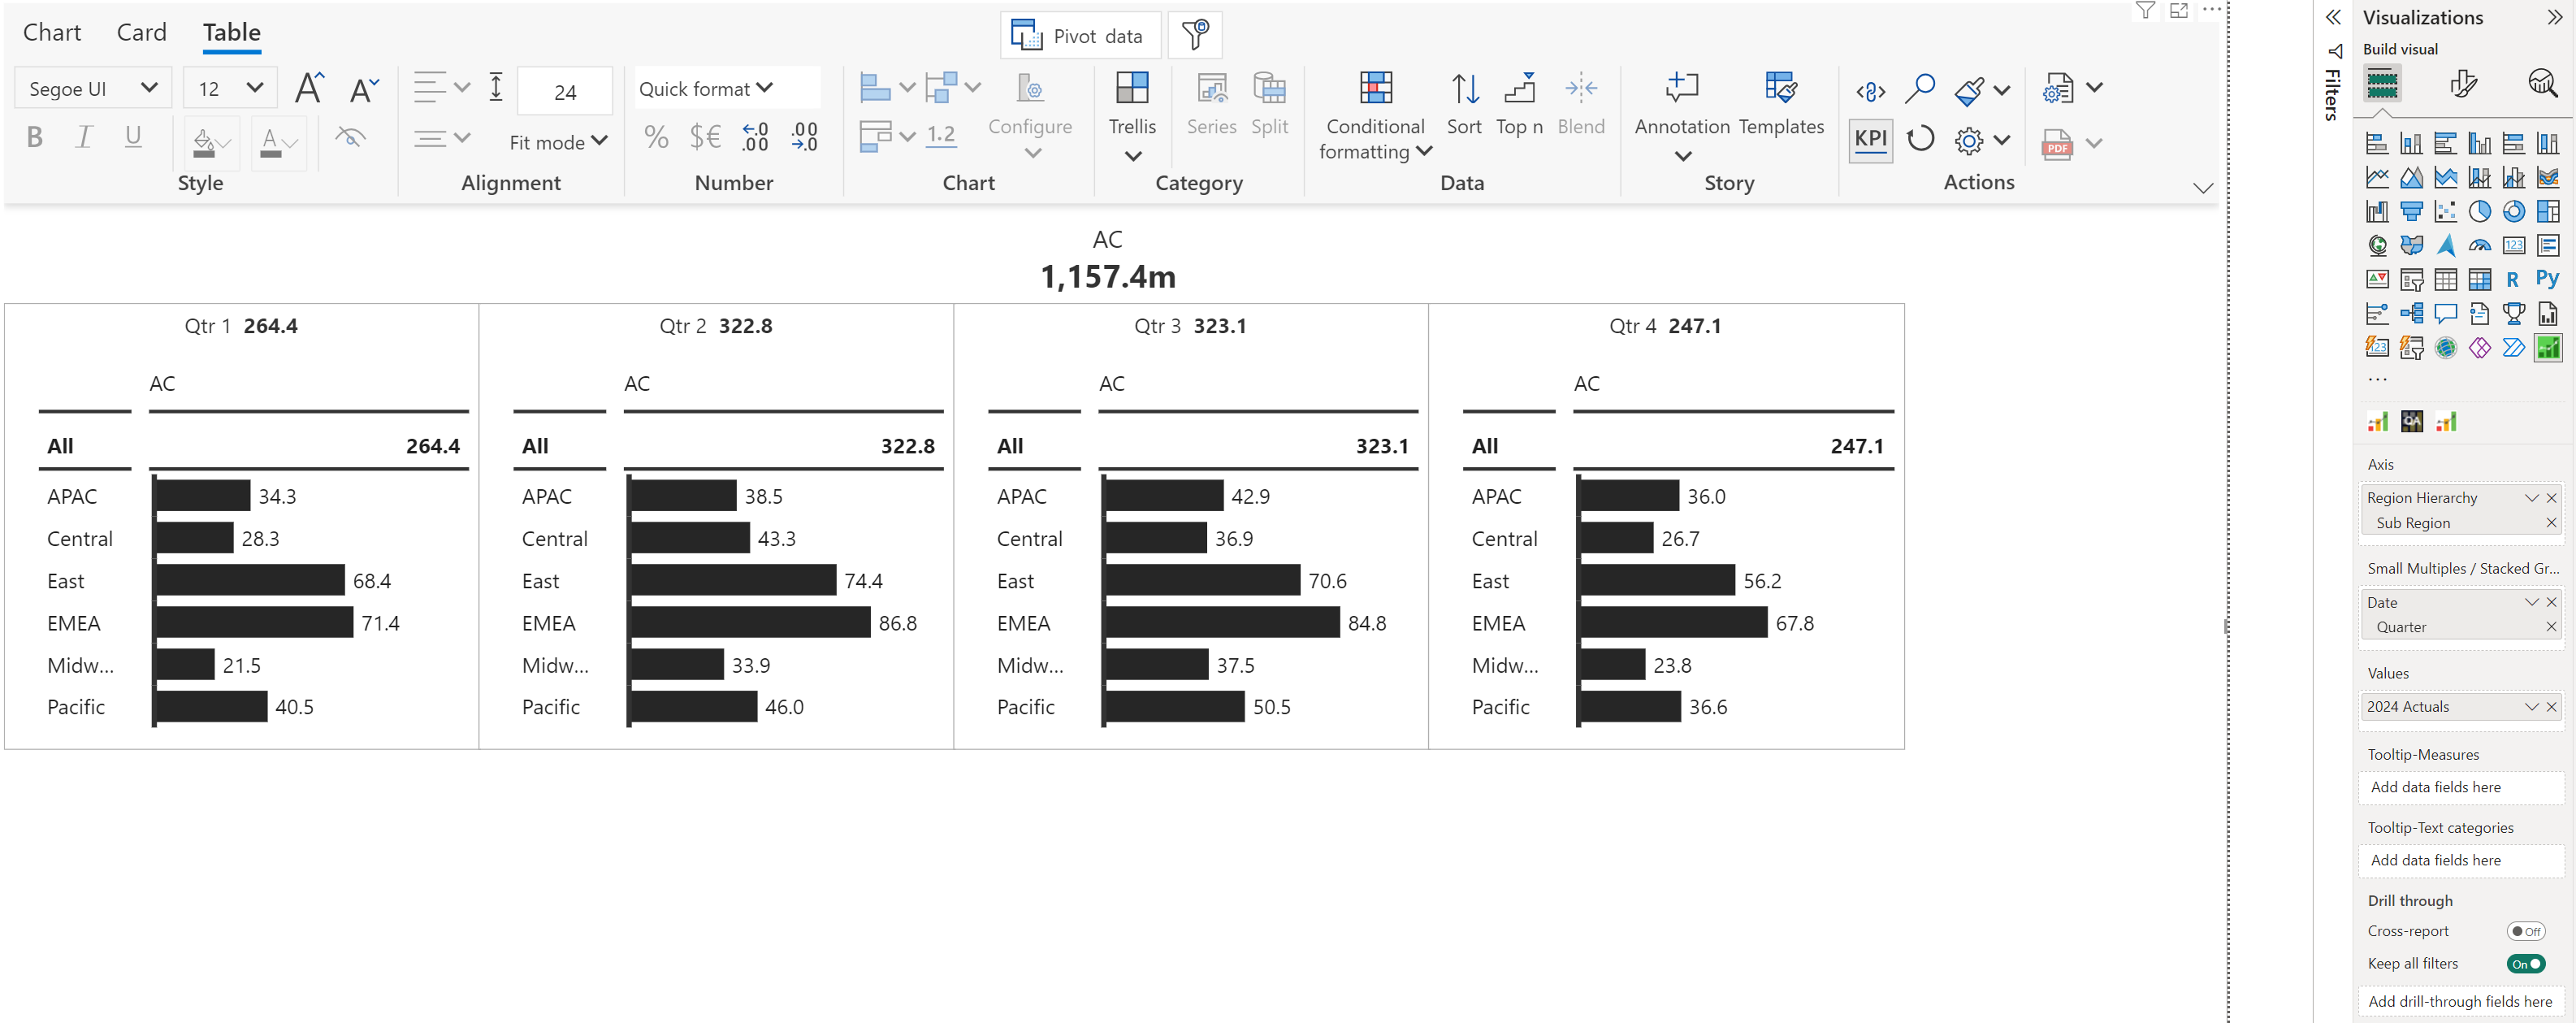 Chart Card Table
Pivot data
Segoe UI 12
24
Quick format
B I U
A
Fit mode
% $€
1.2
Configure
Trellis
Series Split
Conditional
formatting
Sort Top n Blend
Annotation Templates
KPI
PDF
Style Alignment Number Chart Category Data Story Actions
AC
1,157.4m
Qtr 1 264.4
AC
All 264.4
APAC 34.3
Central 28.3
East 68.4
EMEA 71.4
Midw... 21.5
Pacific 40.5
Qtr 2 322.8
AC
All 322.8
APAC 38.5
Central 43.3
East 74.4
EMEA 86.8
Midw... 33.9
Pacific 46.0
Qtr 3 323.1
AC
All 323.1
APAC 42.9
Central 36.9
East 70.6
EMEA 84.8
Midw... 37.5
Pacific 50.5
Qtr 4 247.1
AC
All 247.1
APAC 36.0
Central 26.7
East 56.2
EMEA 67.8
Midw... 23.8
Pacific 36.6
Filters
Visualizations
Build visual
123
R Py
123
...
QA
Axis
Region Hierarchy
Sub Region
Small Multiples / Stacked Gr...
Date
Quarter
Values
2024 Actuals
Tooltip-Measures
Add data fields here
Tooltip-Text categories
Add data fields here
Drill through
Cross-report Off
Keep all filters On
Add drill-through fields here